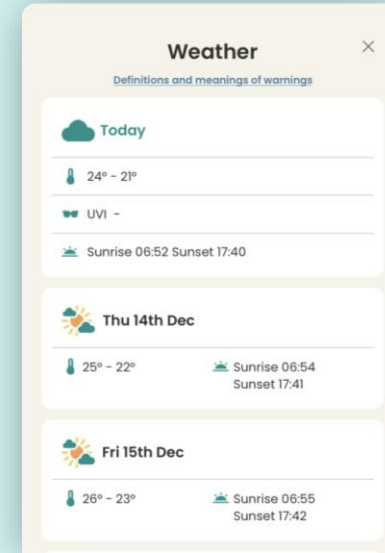 Weather
Definitions and meanings of warnings
Today
24° - 21°
UVI -
Sunrise 06:52 Sunset 17:40
Thu 14th Dec
25° - 22°
Sunrise 06:54
Sunset 17:41
Fri 15th Dec
26° - 23°
Sunrise 06:55
Sunset 17:42